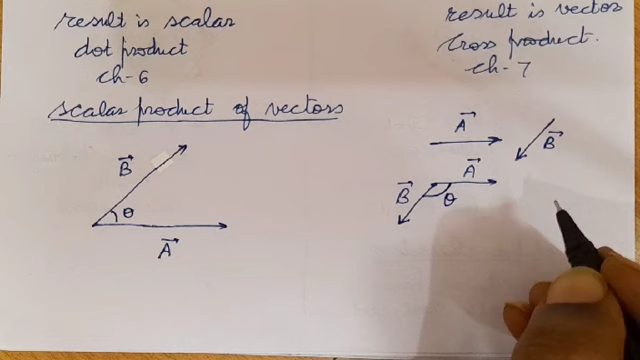 result is scalar
dot product
ch-6
result is vector
Cross product.
ch-7
scalar product of vectors
B
θ
A
A
B
A
B
θ